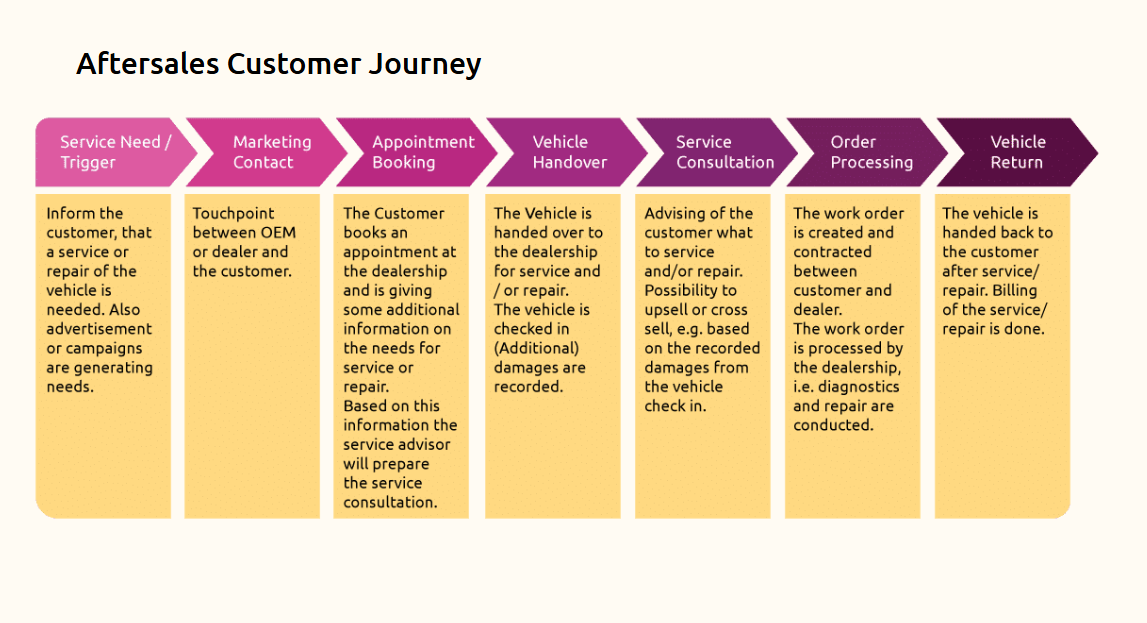 Aftersales Customer Journey
Service Need /
Trigger
Marketing
Contact
Appointment
Booking
Vehicle
Handover
Service
Consultation
Order
Processing
Vehicle
Return
Inform the
customer, that
a service or
repair of the
vehicle is
needed. Also
advertisement
or campaigns
are generating
needs.
Touchpoint
between OEM
or dealer and
the customer.
The Customer
books an
appointment at
the dealership
and is giving
some additional
information on
the needs for
service or
repair.
Based on this
information the
service advisor
will prepare
the service
consultation.
The Vehicle is
handed over to
the dealership
for service and
/ or repair.
The vehicle is
checked in
(Additional)
damages are
recorded.
Advising of the
customer what
to service
and/or repair.
Possibility to
upsell or cross
sell, e.g. based
on the recorded
damages from
the vehicle
check in.
The work order
is created and
contracted
between
customer and
dealer.
The work order
is processed by
the dealership,
i.e. diagnostics
and repair are
conducted.
The vehicle is
handed back to
the customer
after service/
repair. Billing
of the service/
repair is done.